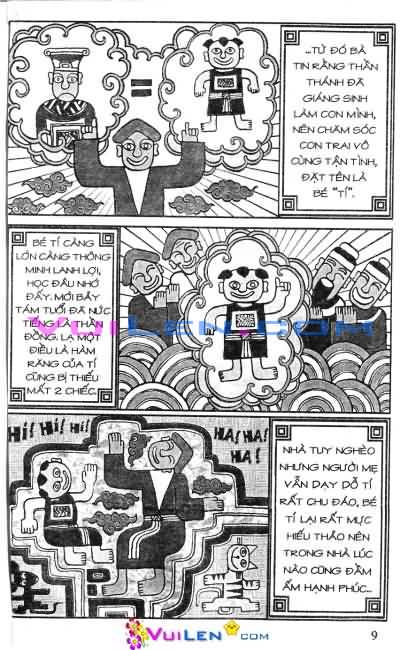 ...TỪ ĐÓ BÀ
TIN RẰNG THẦN
THÁNH ĐÃ
GIÁNG SINH
LÀM CON MÌNH,
NÊN CHĂM SÓC
CON TRAI VÔ
CÙNG TẬN TÌNH,
ĐẶT TÊN LÀ
BÉ "TÍ".
BÉ TÍ CÀNG
LỚN CÀNG THÔNG
MINH LANH LỢI,
HỌC ĐÂU NHỚ
ĐẤY. MỚI BẢY
TÁM TUỔI ĐÃ NỨC
TIẾNG LÀ THẦN
ĐỒNG. LẠ MỘT
ĐIỀU LÀ HÀM
RĂNG CỦA TÍ
CŨNG BỊ THIẾU
MẤT 2 CHIẾC.
VUILEN.COM
HI! HI! HI!
HA! HA!
HA!
NHÀ TUY NGHÈO
NHƯNG NGƯỜI MẸ
VẪN DẠY DỖ TÍ
RẤT CHU ĐÁO, BÉ
TÍ LẠI RẤT MỰC
HIẾU THẢO NÊN
TRONG NHÀ LÚC
NÀO CŨNG ĐẦM
ẤM HẠNH PHÚC...
9
VUILEN.COM